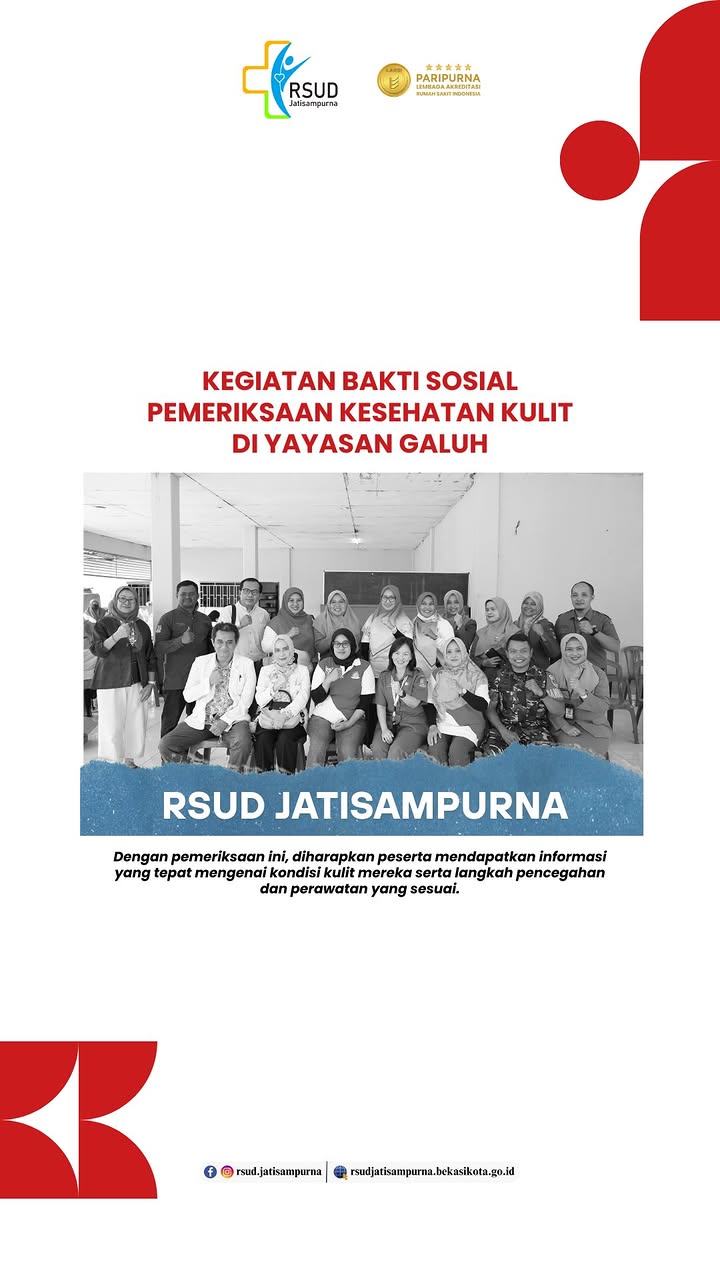 RSUD
Jatisampurna
LARSI
PARIPURNA
LEMBAGA AKREDITASI
RUMAH SAKIT INDONESIA
KEGIATAN BAKTI SOSIAL
PEMERIKSAAN KESEHATAN KULIT
DI YAYASAN GALUH
RSUD JATISAMPURNA
Dengan pemeriksaan ini, diharapkan peserta mendapatkan informasi
yang tepat mengenai kondisi kulit mereka serta langkah pencegahan
dan perawatan yang sesuai.
rsud.jatisampurna
rsudjatisampurna.bekasikota.go.id